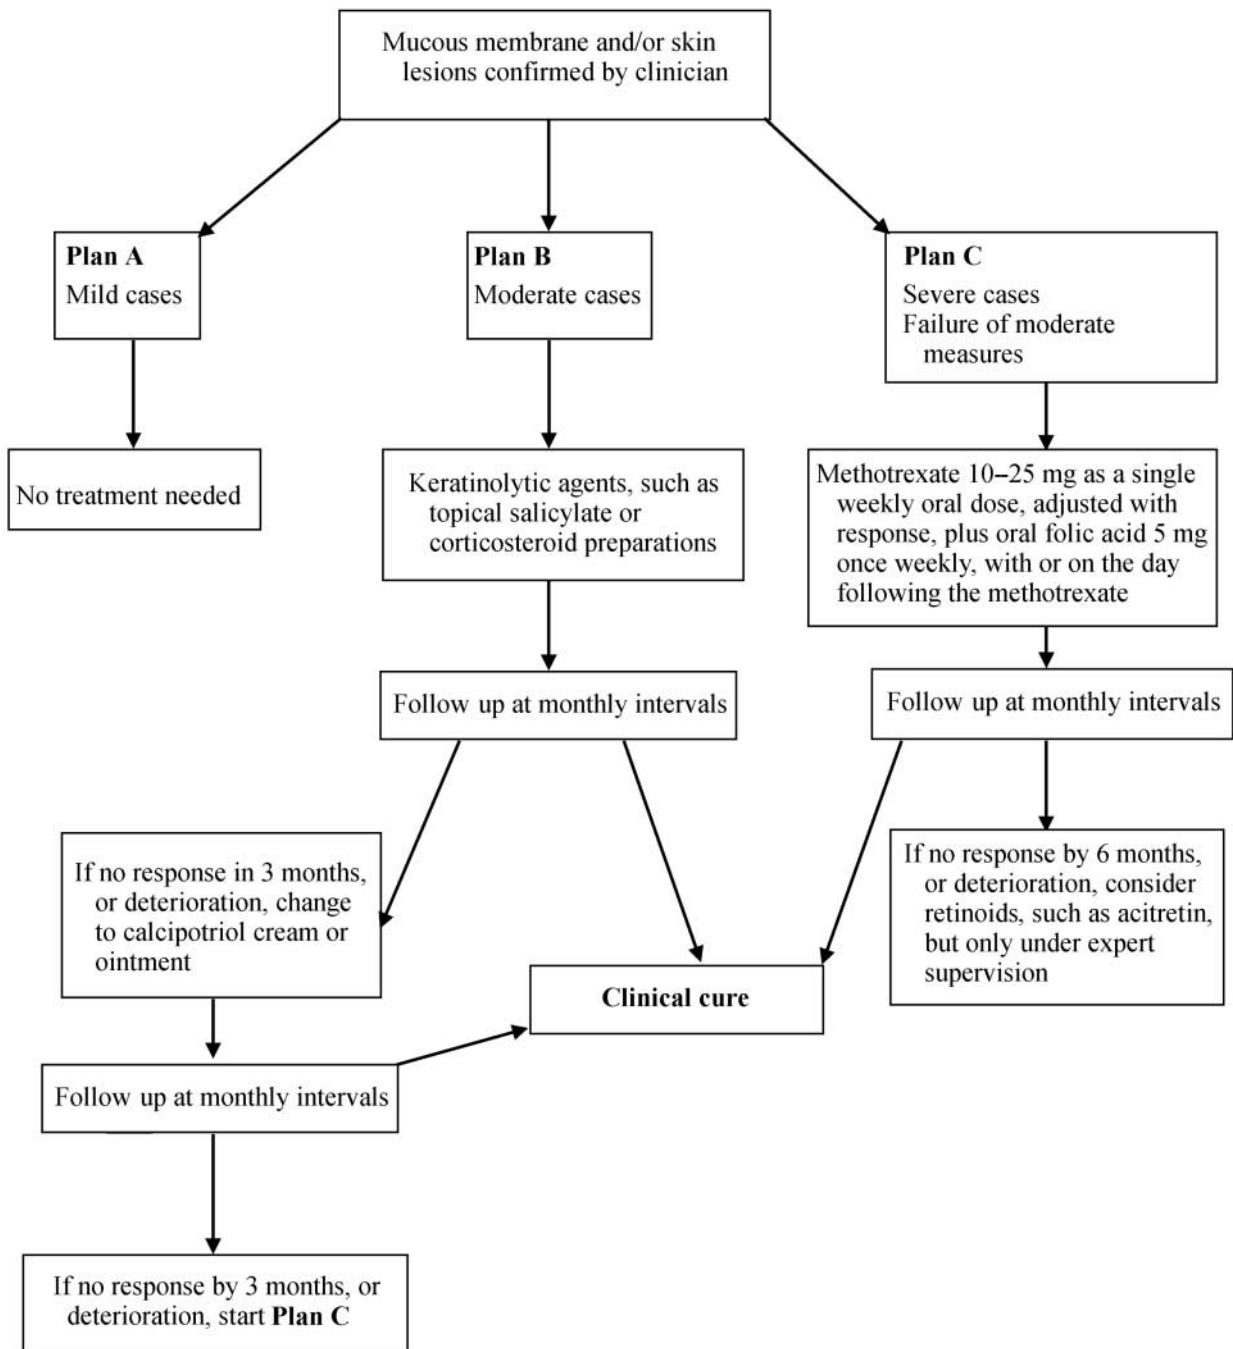 Mucous membrane and/or skin
lesions confirmed by clinician
Plan A
Mild cases
Plan B
Moderate cases
Plan C
Severe cases
Failure of moderate
measures
No treatment needed
Keratinolytic agents, such as
topical salicylate or
corticosteroid preparations
Methotrexate 10–25 mg as a single
weekly oral dose, adjusted with
response, plus oral folic acid 5 mg
once weekly, with or on the day
following the methotrexate
Follow up at monthly intervals
Follow up at monthly intervals
If no response in 3 months,
or deterioration, change
to calcipotriol cream or
ointment
If no response by 6 months,
or deterioration, consider
retinoids, such as acitretin,
but only under expert
supervision
Clinical cure
Follow up at monthly intervals
If no response by 3 months, or
deterioration, start Plan C